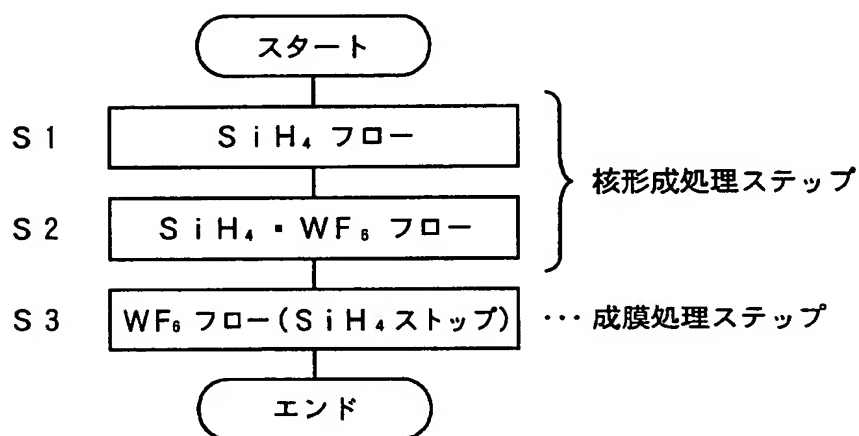 スタート
S1 SiH₄ フロー
核形成処理ステップ
S2 SiH₄・WF₆ フロー
S3 WF₆ フロー(SiH₄ストップ) … 成膜処理ステップ
エンド